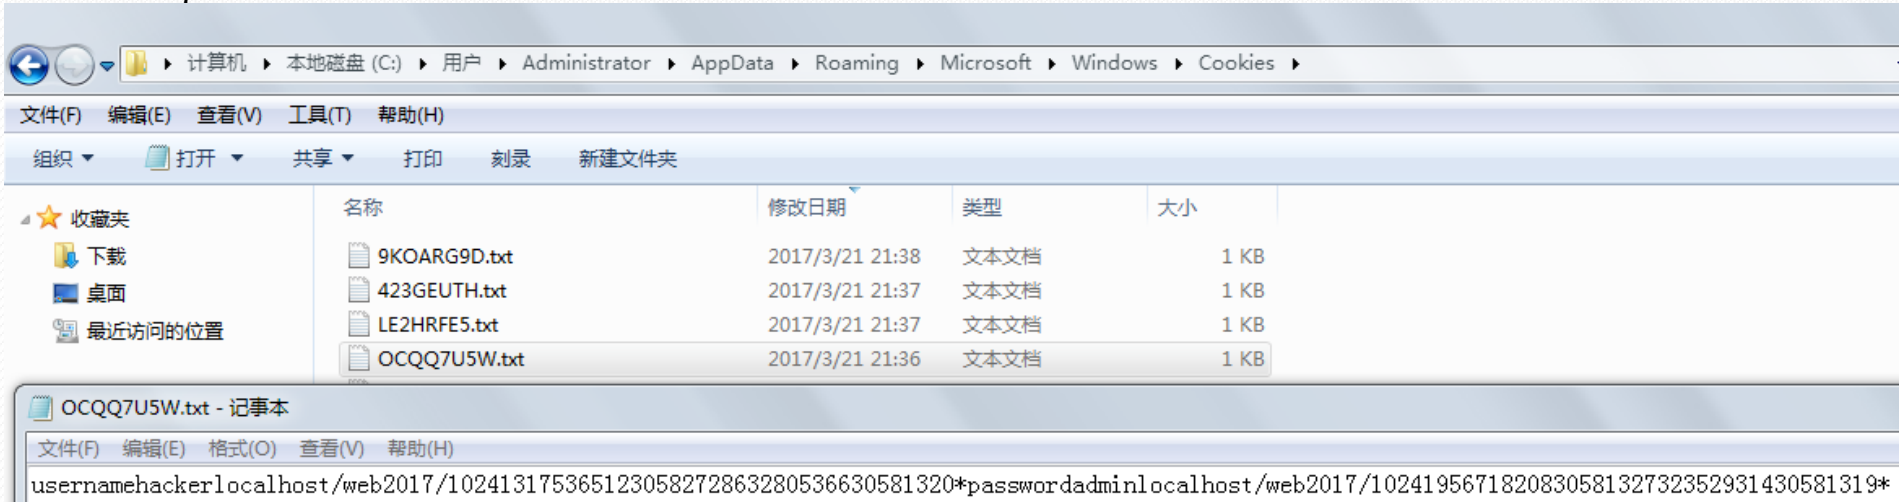 计算机 本地磁盘 (C:) 用户 Administrator AppData Roaming Microsoft Windows Cookies
文件(F) 编辑(E) 查看(V) 工具(T) 帮助(H)
组织 打开 共享 打印 刻录 新建文件夹
收藏夹
下载
桌面
最近访问的位置
名称 修改日期 类型 大小
9KOARG9D.txt 2017/3/21 21:38 文本文档 1 KB
423GEUTH.txt 2017/3/21 21:37 文本文档 1 KB
LE2HRFE5.txt 2017/3/21 21:37 文本文档 1 KB
OCQQ7U5W.txt 2017/3/21 21:36 文本文档 1 KB
OCQQ7U5W.txt - 记事本
文件(F) 编辑(E) 格式(O) 查看(V) 帮助(H)
usernamehackerlocalhost/web2017/102413175365123058272863280536630581320*passwordadminlocalhost/web2017/102419567182083058132732352931430581319*